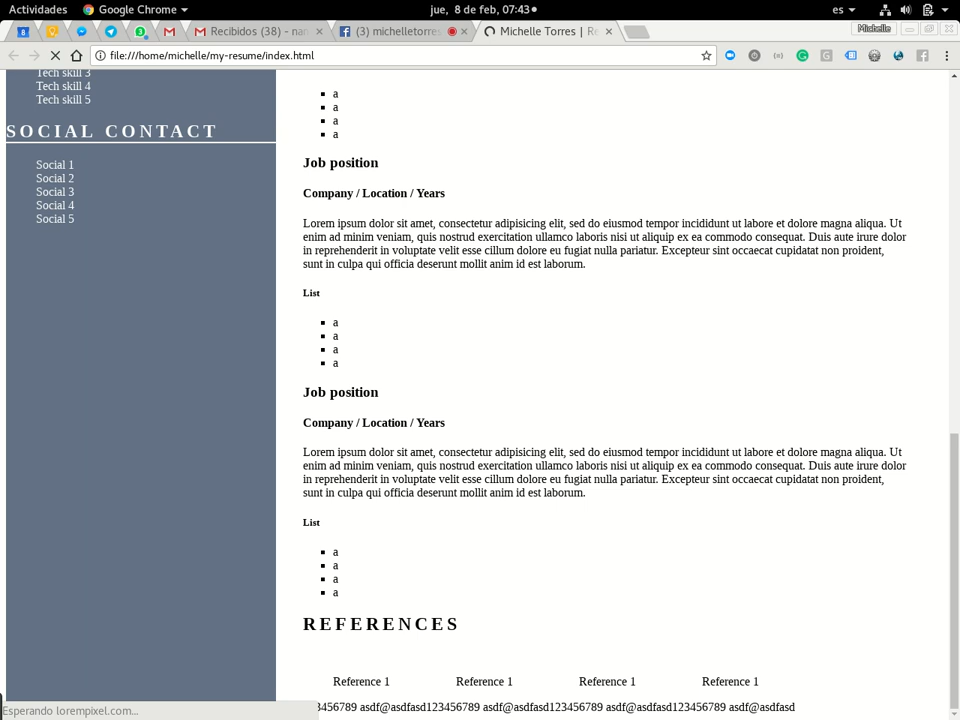 Actividades Google Chrome jue, 8 de feb, 07:43 es
Recibidos (38) - nan (3) michelletorres Michelle Torres | Re Michelle
file:///home/michelle/my-resume/index.html
Tech skill 3
Tech skill 4
Tech skill 5
SOCIAL CONTACT
Social 1
Social 2
Social 3
Social 4
Social 5
a
a
a
a
Job position
Company / Location / Years
Lorem ipsum dolor sit amet, consectetur adipisicing elit, sed do eiusmod tempor incididunt ut labore et dolore magna aliqua. Ut
enim ad minim veniam, quis nostrud exercitation ullamco laboris nisi ut aliquip ex ea commodo consequat. Duis aute irure dolor
in reprehenderit in voluptate velit esse cillum dolore eu fugiat nulla pariatur. Excepteur sint occaecat cupidatat non proident,
sunt in culpa qui officia deserunt mollit anim id est laborum.
List
a
a
a
a
Job position
Company / Location / Years
Lorem ipsum dolor sit amet, consectetur adipisicing elit, sed do eiusmod tempor incididunt ut labore et dolore magna aliqua. Ut
enim ad minim veniam, quis nostrud exercitation ullamco laboris nisi ut aliquip ex ea commodo consequat. Duis aute irure dolor
in reprehenderit in voluptate velit esse cillum dolore eu fugiat nulla pariatur. Excepteur sint occaecat cupidatat non proident,
sunt in culpa qui officia deserunt mollit anim id est laborum.
List
a
a
a
a
REFERENCES
Reference 1 Reference 1 Reference 1 Reference 1
3456789 asdf@asdfasd123456789 asdf@asdfasd123456789 asdf@asdfasd123456789 asdf@asdfasd
Esperando lorempixel.com...